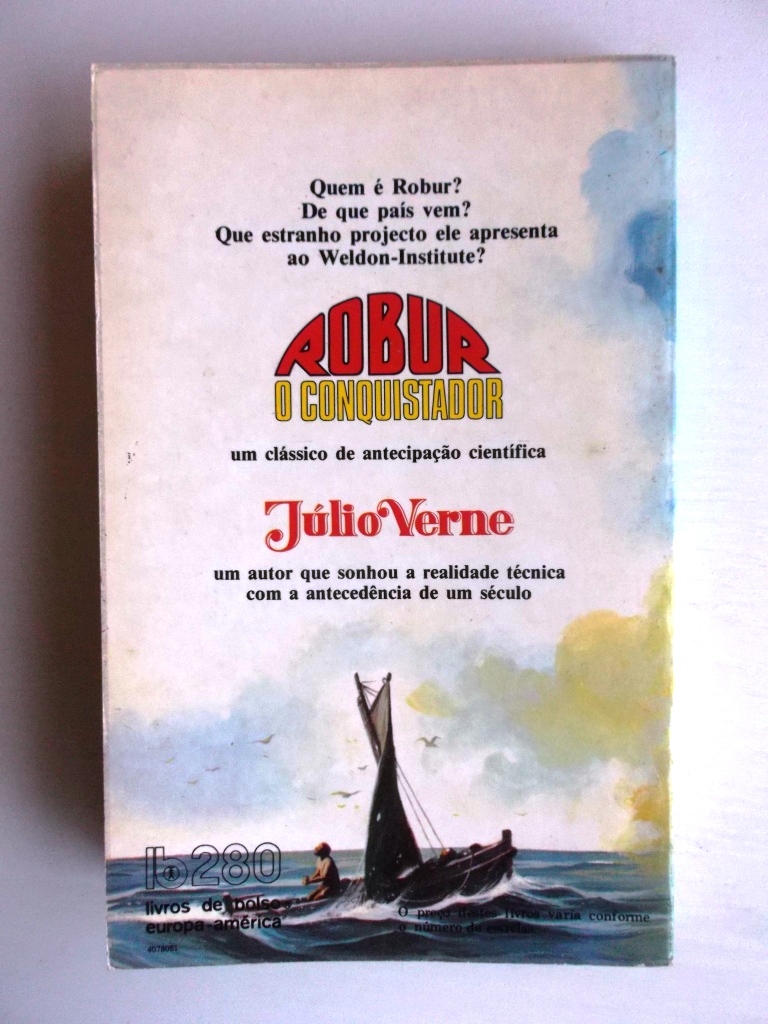 Quem é Robur?
De que país vem?
Que estranho projecto ele apresenta
ao Weldon-Institute?
ROBUR
O CONQUISTADOR
um clássico de antecipação científica
Júlio Verne
um autor que sonhou a realidade técnica
com a antecedência de um século
lb 280
livros de bolso
europa-américa
O preço destes livros varia conforme
o número de estrelas